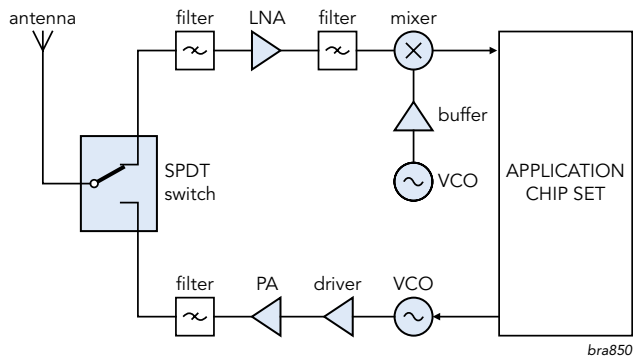 antenna
filter
LNA
filter
mixer
buffer
VCO
SPDT
switch
APPLICATION
CHIP SET
filter
PA
driver
VCO
bra850